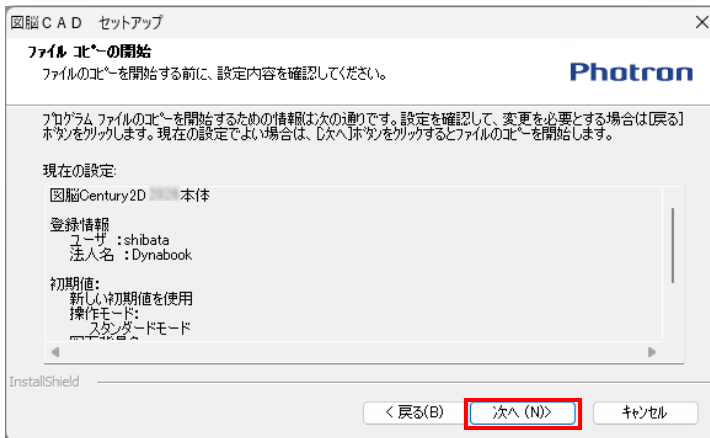 図脳ＣＡＤ　セットアップ
ファイル コピーの開始
ファイルのコピーを開始する前に、設定内容を確認してください。
Photron
プログラム ファイルのコピーを開始するための情報は次の通りです。設定を確認して、変更を必要とする場合は[戻る]
ボタンをクリックします。現在の設定でよい場合は、[次へ]ボタンをクリックするとファイルのコピーを開始します。
現在の設定:
図脳Century2D 本体
登録情報
ユーザ :shibata
法人名 :Dynabook
初期値:
新しい初期値を使用
操作モード:
スタンダードモード
InstallShield
< 戻る(B)
次へ (N)>
キャンセル